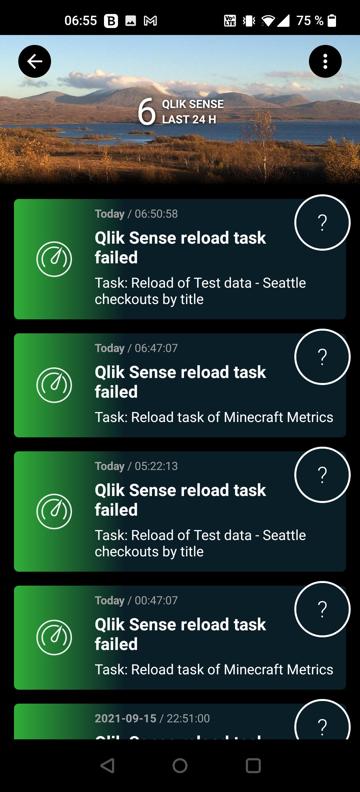 06:55 B M Vo) LTE 75 %
6 QLIK SENSE
LAST 24 H
Today / 06:50:58
?
Qlik Sense reload task
failed
Task: Reload of Test data - Seattle
checkouts by title
Today / 06:47:07
?
Qlik Sense reload task
failed
Task: Reload task of Minecraft Metrics
Today / 05:22:13
?
Qlik Sense reload task
failed
Task: Reload of Test data - Seattle
checkouts by title
Today / 00:47:07
?
Qlik Sense reload task
failed
Task: Reload task of Minecraft Metrics
2021-09-15 / 22:51:00
?
Qlik Sense reload task